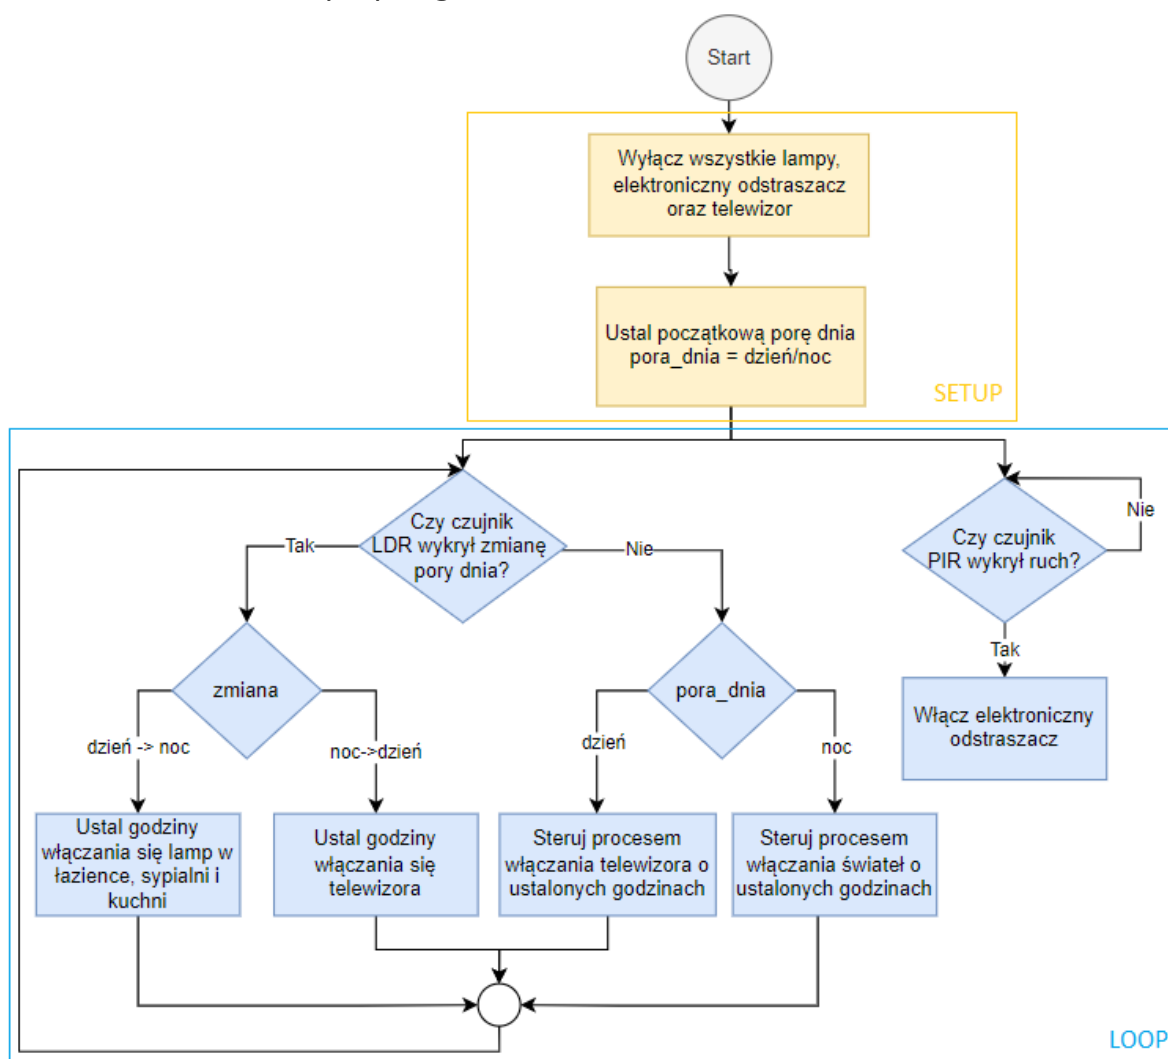 Start
Wyłącz wszystkie lampy,
elektroniczny odstraszacz
oraz telewizor
Ustal początkową porę dnia
pora_dnia = dzień/noc
SETUP
Czy czujnik
LDR wykrył zmianę
pory dnia?
Tak
Nie
Czy czujnik
PIR wykrył ruch?
Nie
Tak
Włącz elektroniczny
odstraszacz
zmiana
dzień -> noc
noc->dzień
pora_dnia
dzień
noc
Ustal godziny
włączania się lamp w
łazience, sypialni i
kuchni
Ustal godziny
włączania się
telewizora
Steruj procesem
włączania telewizora o
ustalonych godzinach
Steruj procesem
włączania świateł o
ustalonych godzinach
LOOP